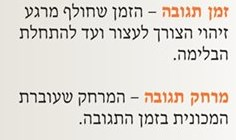 זמן תגובה – הזמן שחולף מרגע
זיהוי הצורך לעצור ועד להתחלת
הבלימה.
מרחק תגובה – המרחק שעוברת
המכונית בזמן התגובה.